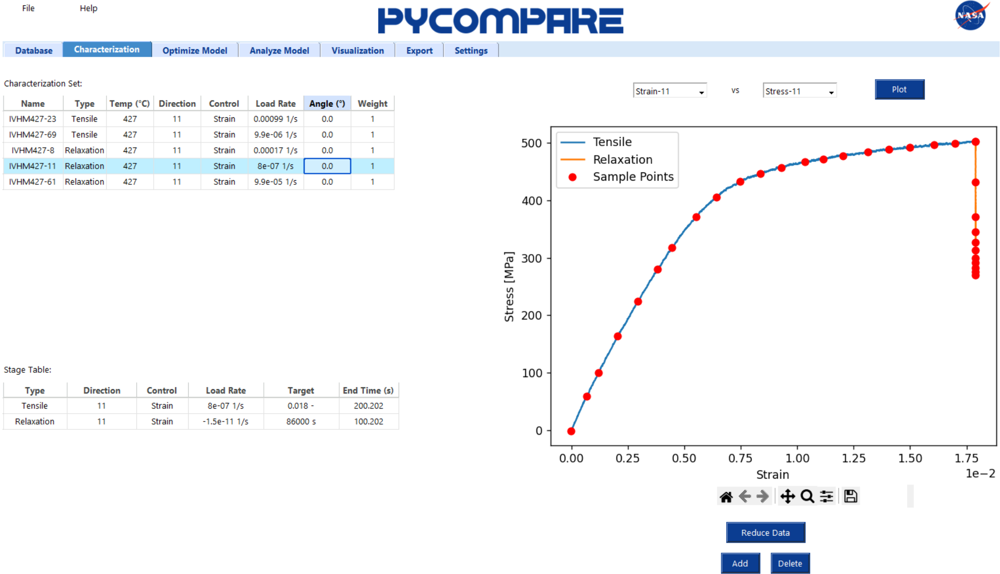 File Help
PYCOMPARE
NASA
Database Characterization Optimize Model Analyze Model Visualization Export Settings
Characterization Set:
Name Type Temp (°C) Direction Control Load Rate Angle (°) Weight
IVHM427-23 Tensile 427 11 Strain 0.00099 1/s 0.0 1
IVHM427-69 Tensile 427 11 Strain 9.9e-06 1/s 0.0 1
IVHM427-8 Relaxation 427 11 Strain 0.00017 1/s 0.0 1
IVHM427-11 Relaxation 427 11 Strain 8e-07 1/s 0.0 1
IVHM427-61 Relaxation 427 11 Strain 9.9e-05 1/s 0.0 1
Stage Table:
Type Direction Control Load Rate Target End Time (s)
Tensile 11 Strain 8e-07 1/s 0.018 - 200.202
Relaxation 11 Strain -1.5e-11 1/s 86000 s 100.202
Strain-11 vs Stress-11 Plot
Tensile
Relaxation
Sample Points
Stress [MPa]
500
400
300
200
100
0
0.00 0.25 0.50 0.75 1.00 1.25 1.50 1.75
Strain 1e−2
Reduce Data
Add Delete